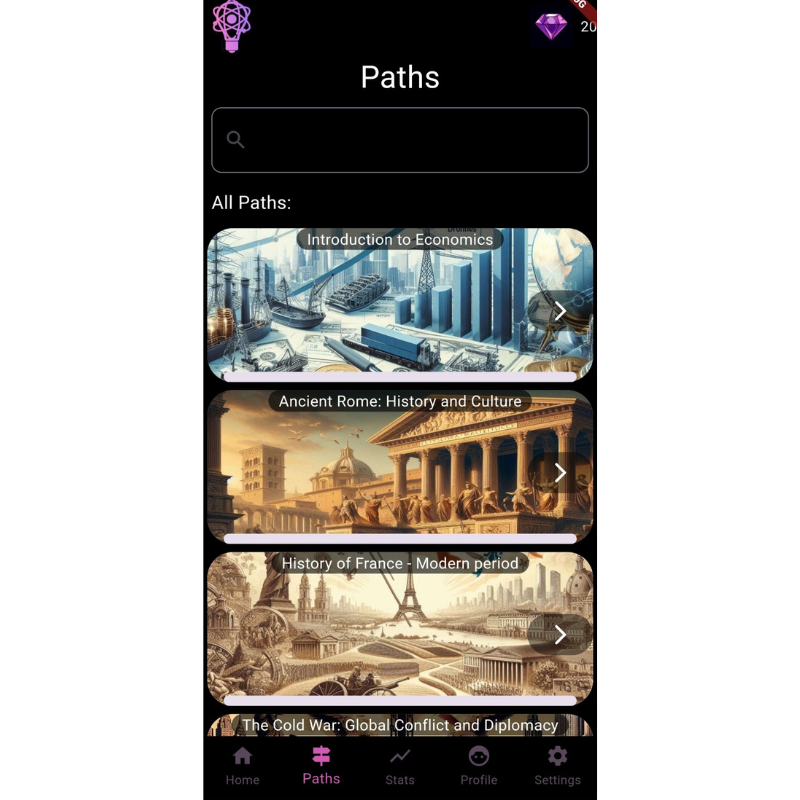 20
Paths
All Paths:
Introduction to Economics
Ancient Rome: History and Culture
History of France - Modern period
The Cold War: Global Conflict and Diplomacy
Home
Paths
Stats
Profile
Settings